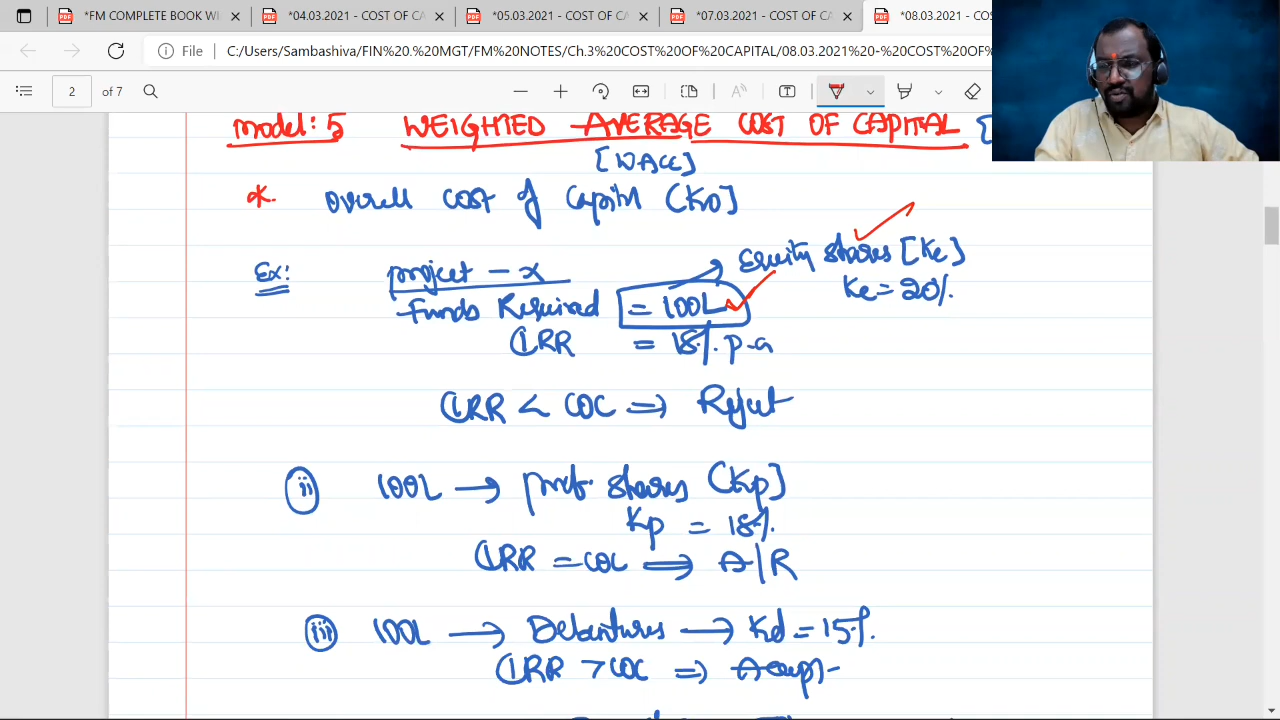 *FM COMPLETE BOOK WI
*04.03.2021 - COST OF CA
*05.03.2021 - COST OF CA
*07.03.2021 - COST OF CA
*08.03.2021 - COS
File C:/Users/Sambashiva/FIN%20.%20MGT/FM%20NOTES/Ch.3%20COST%20OF%20CAPITAL/08.03.2021%20-%20COST%20OF%
2 of 7
model: 5 WEIGHTED AVERAGE COST OF CAPITAL [
[WACC]
*. Overall cost of Capital (Ko]
Equity shares [Ke]
Ex: project - x
Ke = 20%.
Funds Required = 100L
IRR = 18%. p.a
IRR < COC ⇒ Reject
ii 100L → pref. shares (Kp]
Kp = 18%.
IRR = COC ⇒ A|R
iii 100L → Debantures → Kd = 15%.
IRR > COC ⇒ Accept